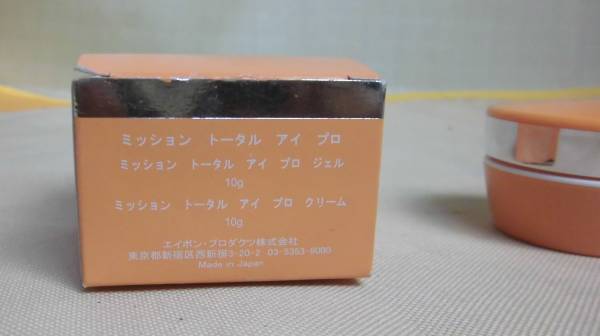 ミッション トータル アイ プロ
ミッション トータル アイ プロ ジェル
10g
ミッション トータル アイ プロ クリーム
10g
エイボン・プロダクツ株式会社
東京都新宿区西新宿3-20-2 03-5353-9000
Made in Japan